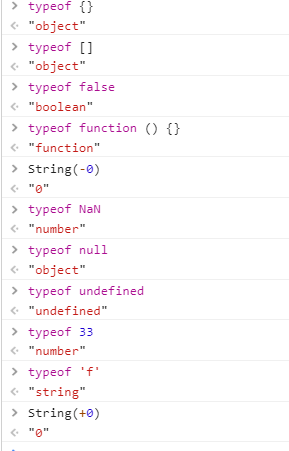 typeof {}
"object"
typeof []
"object"
typeof false
"boolean"
typeof function () {}
"function"
String(-0)
"0"
typeof NaN
"number"
typeof null
"object"
typeof undefined
"undefined"
typeof 33
"number"
typeof 'f'
"string"
String(+0)
"0"